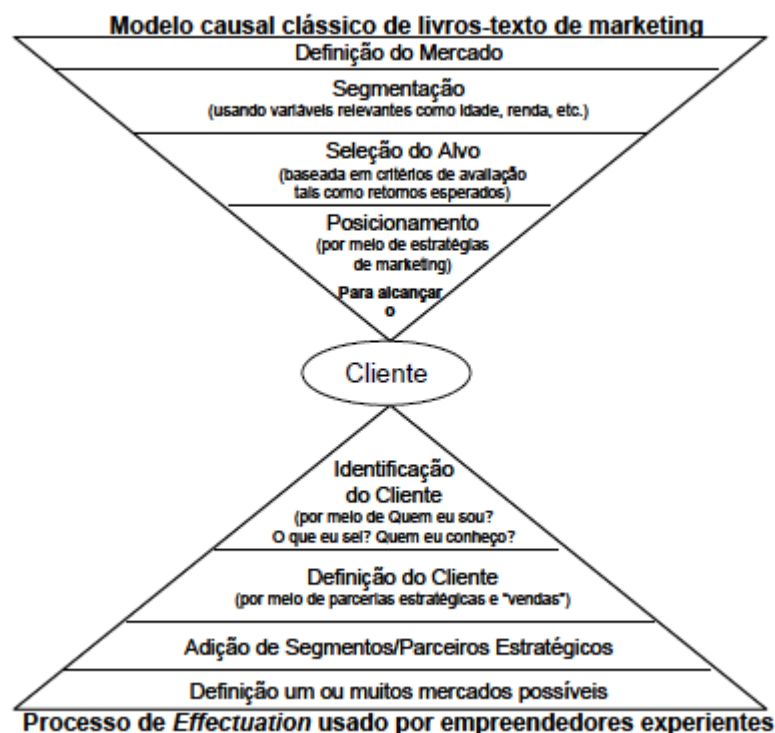 Modelo causal clássico de livros-texto de marketing
Definição do Mercado
Segmentação
(usando variáveis relevantes como idade, renda, etc.)
Seleção do Alvo
(baseada em critérios de avaliação
tais como retornos esperados)
Posicionamento
(por meio de estratégias
de marketing)
Para alcançar
o
Cliente
Identificação
do Cliente
(por meio de Quem eu sou?
O que eu sei? Quem eu conheço?
Definição do Cliente
(por meio de parcerias estratégicas e "vendas")
Adição de Segmentos/Parceiros Estratégicos
Definição um ou muitos mercados possíveis
Processo de Effectuation usado por empreendedores experientes